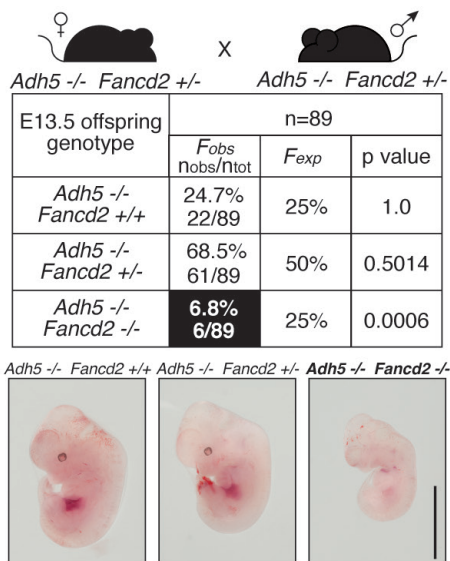 ♀ X ♂
Adh5 -/- Fancd2 +/- Adh5 -/- Fancd2 +/-
E13.5 offspring genotype
n=89
Fobs
nobs/ntot
Fexp
p value
Adh5 -/-
Fancd2 +/+
24.7%
22/89
25%
1.0
Adh5 -/-
Fancd2 +/-
68.5%
61/89
50%
0.5014
Adh5 -/-
Fancd2 -/-
6.8%
6/89
25%
0.0006
Adh5 -/- Fancd2 +/+ Adh5 -/- Fancd2 +/- Adh5 -/- Fancd2 -/-